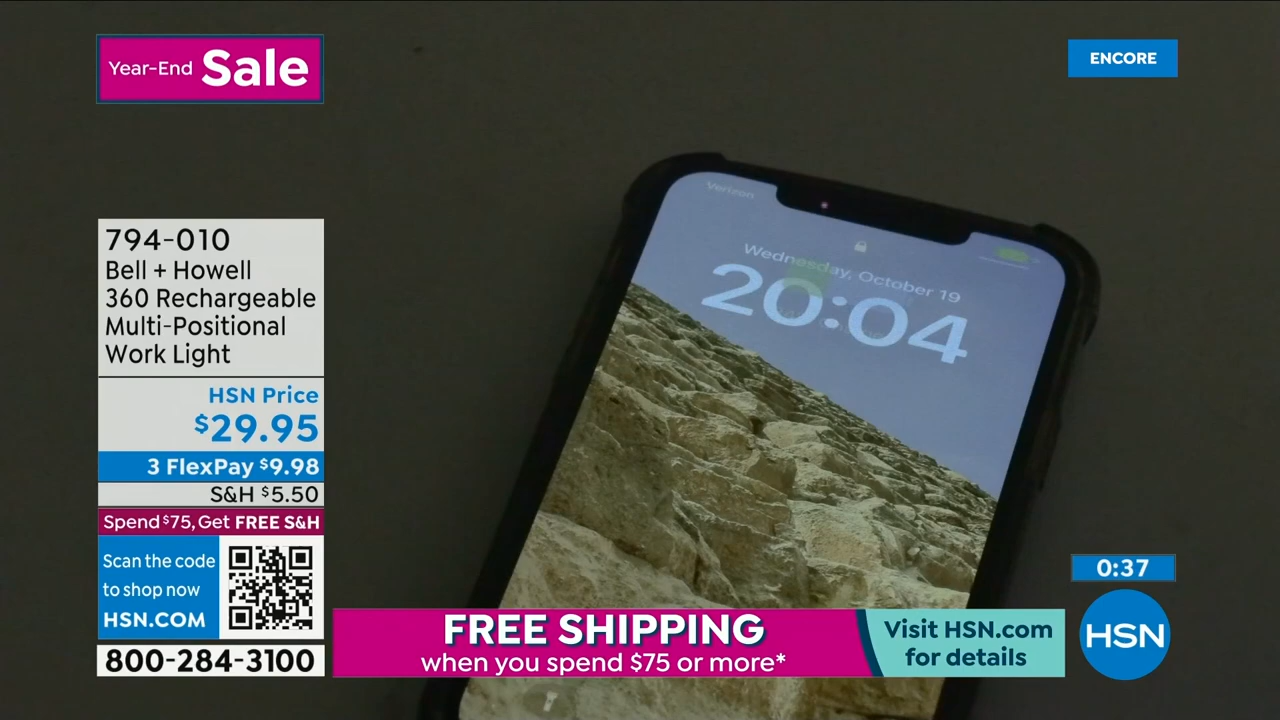 Year-End Sale
ENCORE
Verizon
Wednesday, October 19
20:04
794-010
Bell + Howell
360 Rechargeable
Multi-Positional
Work Light
HSN Price
$29.95
3 FlexPay $9.98
S&H $5.50
Spend $75, Get FREE S&H
Scan the code
to shop now
HSN.COM
800-284-3100
FREE SHIPPING
when you spend $75 or more*
Visit HSN.com
for details
0:37
HSN